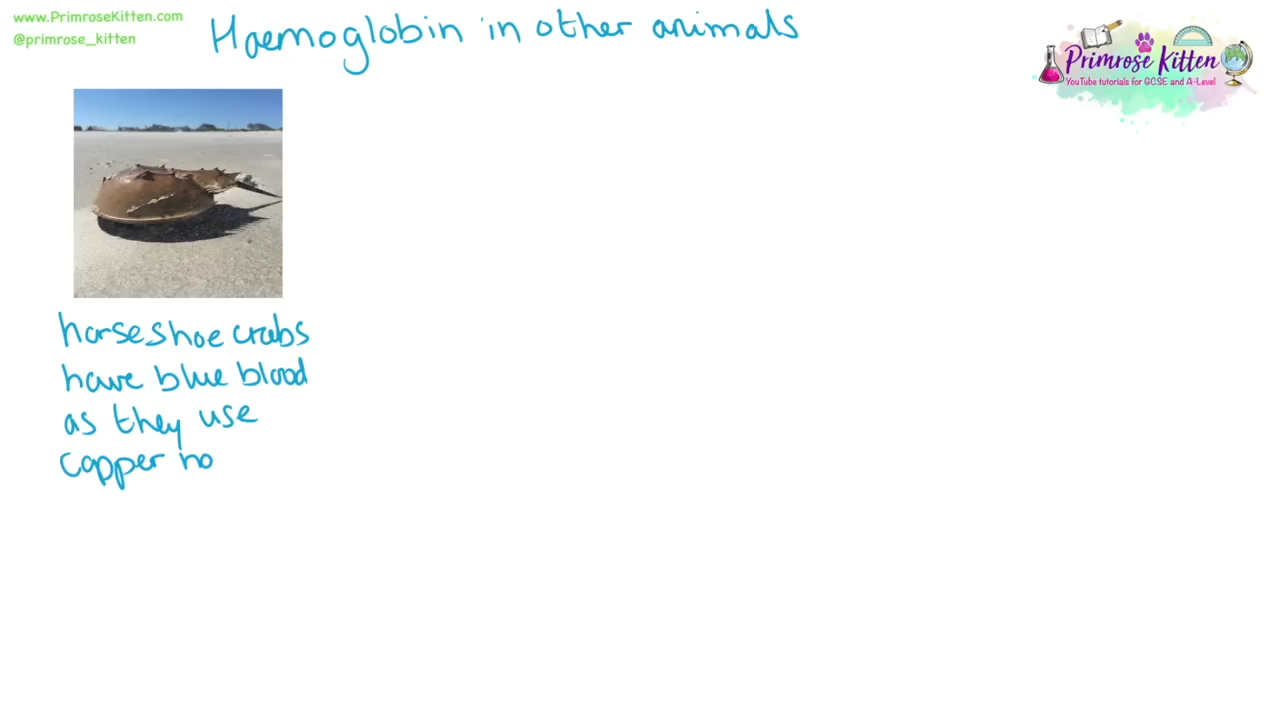 www.PrimroseKitten.com
@primrose_kitten
Haemoglobin in other animals
Primrose Kitten
YouTube tutorials for GCSE and A-Level
horseshoe crabs
have blue blood
as they use
copper no